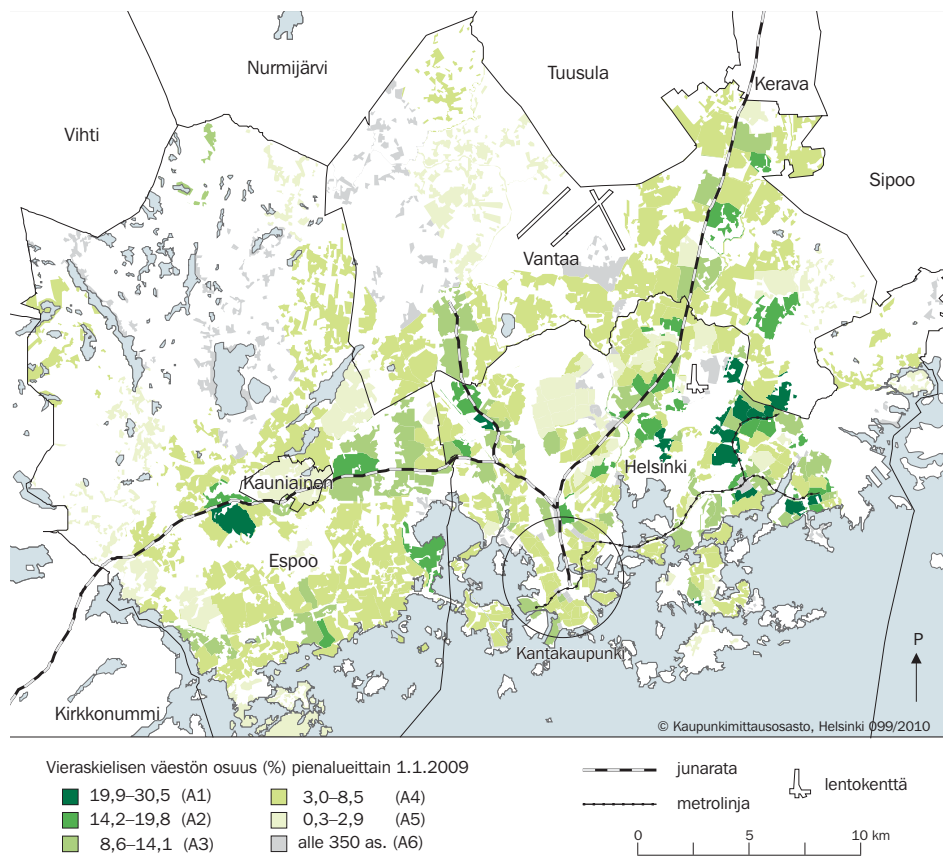 Nurmijärvi
Tuusula
Kerava
Vihti
Sipoo
Vantaa
Helsinki
Kauniainen
Espoo
Kantakaupunki
P
Kirkkonummi
© Kaupunkimittausosasto, Helsinki 099/2010
Vieraskielisen väestön osuus (%) pienalueittain 1.1.2009
19,9–30,5 (A1)
14,2–19,8 (A2)
8,6–14,1 (A3)
3,0–8,5 (A4)
0,3–2,9 (A5)
alle 350 as. (A6)
junarata
metrolinja
lentokenttä
0 5 10 km